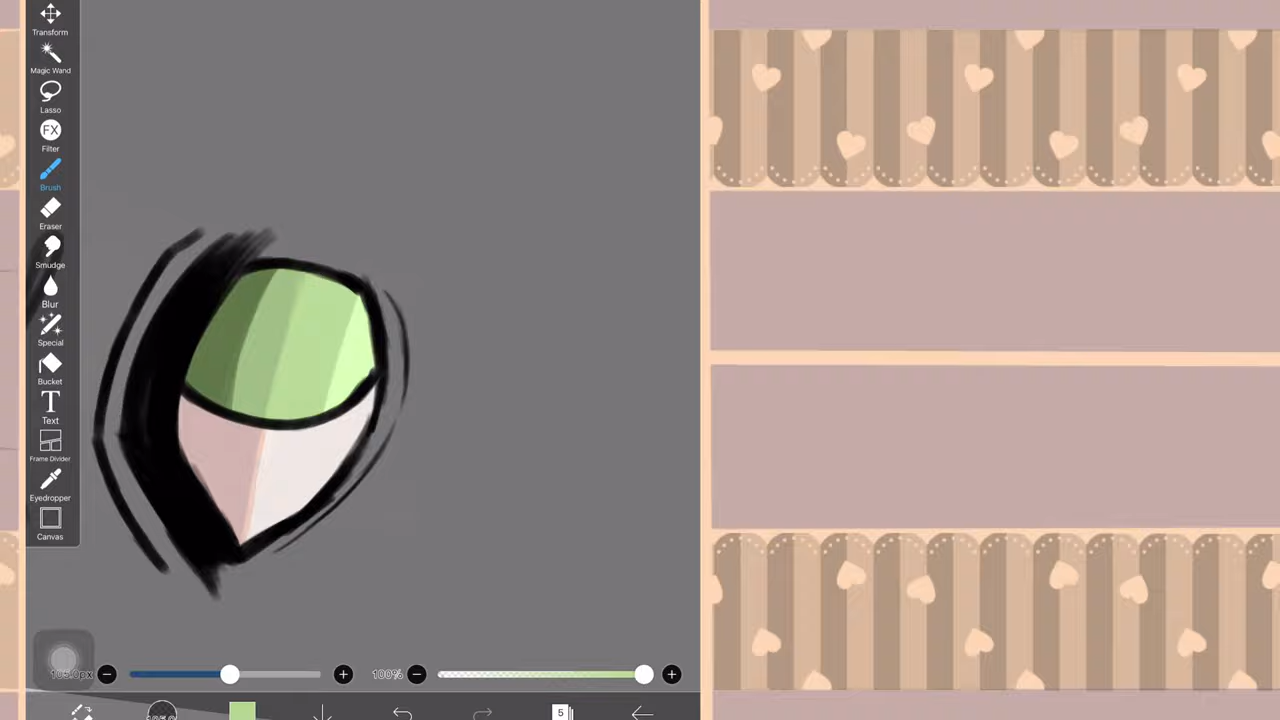 Transform
Magic Wand
Lasso
FX
Filter
Brush
Eraser
Smudge
Blur
Special
Bucket
T
Text
Frame Divider
Eyedropper
Canvas
100%
5